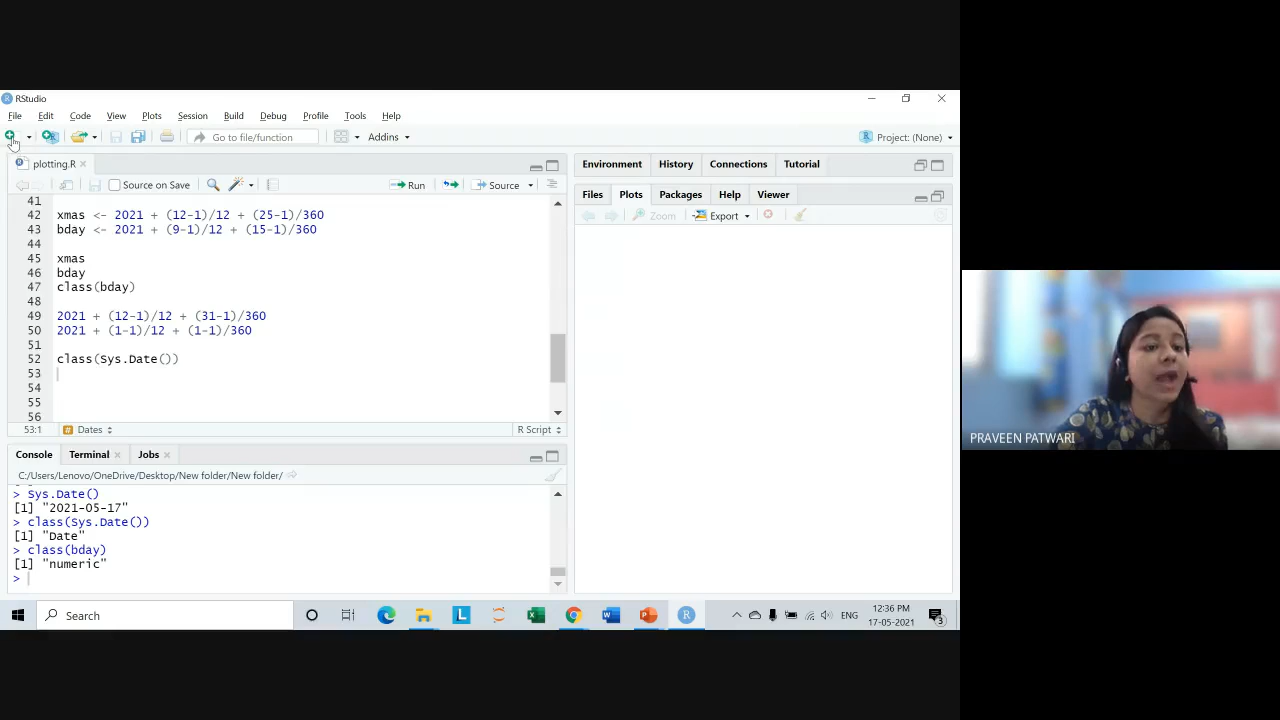 RStudio
File Edit Code View Plots Session Build Debug Profile Tools Help
Go to file/function Addins Project: (None)
plotting.R
Source on Save Run Source
41
42 xmas <- 2021 + (12-1)/12 + (25-1)/360
43 bday <- 2021 + (9-1)/12 + (15-1)/360
44
45 xmas
46 bday
47 class(bday)
48
49 2021 + (12-1)/12 + (31-1)/360
50 2021 + (1-1)/12 + (1-1)/360
51
52 class(Sys.Date())
53
54
55
56
53:1 Dates R Script
Console Terminal Jobs
C:/Users/Lenovo/OneDrive/Desktop/New folder/New folder/
> Sys.Date()
[1] "2021-05-17"
> class(Sys.Date())
[1] "Date"
> class(bday)
[1] "numeric"
>
Environment History Connections Tutorial
Files Plots Packages Help Viewer
Zoom Export
PRAVEEN PATWARI
Search
ENG
12:36 PM
17-05-2021
3